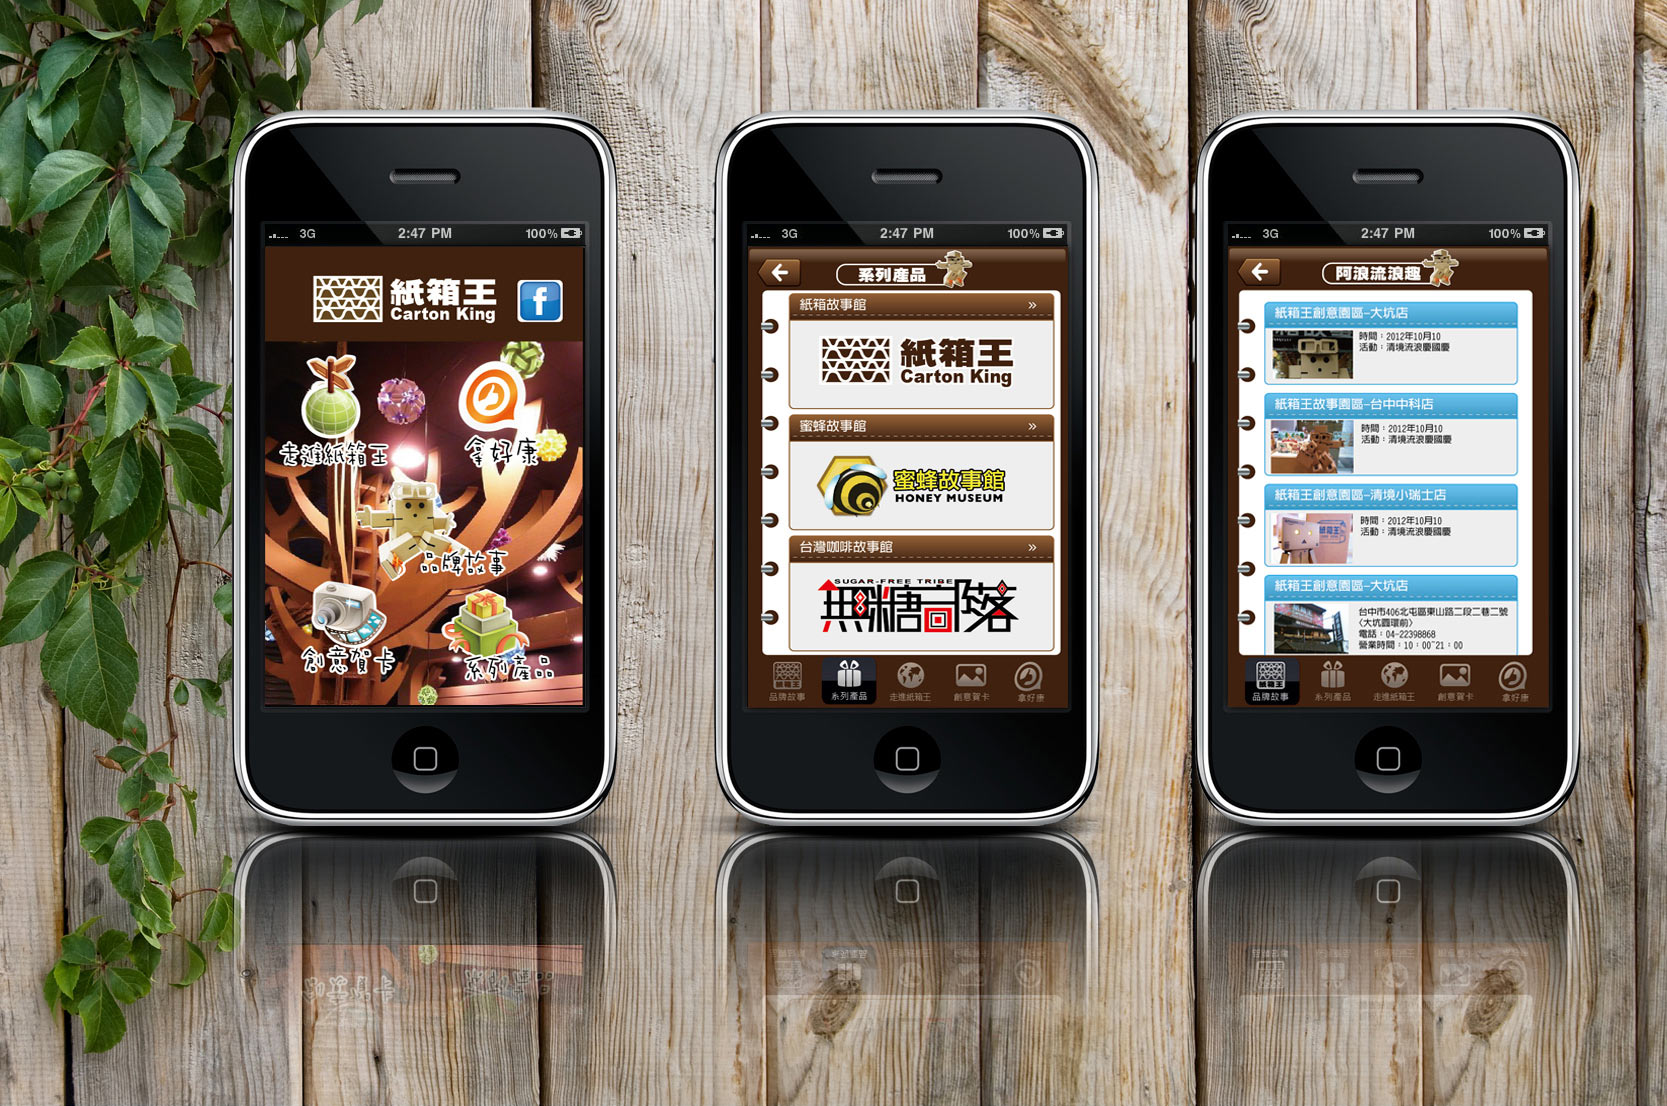 3G 2:47 PM 100%
紙箱王
Carton King
f
走進紙箱王
拿好康
品牌故事
創意賀卡
系列產品
3G 2:47 PM 100%
系列產品
紙箱故事館 »
紙箱王
Carton King
蜜蜂故事館 »
蜜蜂故事館
HONEY MUSEUM
台灣咖啡故事館 »
SUGAR-FREE TRIBE
無糖部落
品牌故事 系列產品 走進紙箱王 創意賀卡 拿好康
3G 2:47 PM 100%
阿浪流浪趣
紙箱王創意園區-大坑店
時間：2012年10月10
活動：清境流浪慶國慶
紙箱王故事園區-台中中科店
時間：2012年10月10
活動：清境流浪慶國慶
紙箱王創意園區-清境小瑞士店
時間：2012年10月10
活動：清境流浪慶國慶
紙箱王創意園區-大坑店
台中市406北屯區東山路二段二巷二號
〈大坑圓環前〉
電話：04-22398868
營業時間：10：00~21：00
品牌故事 系列產品 走進紙箱王 創意賀卡 拿好康